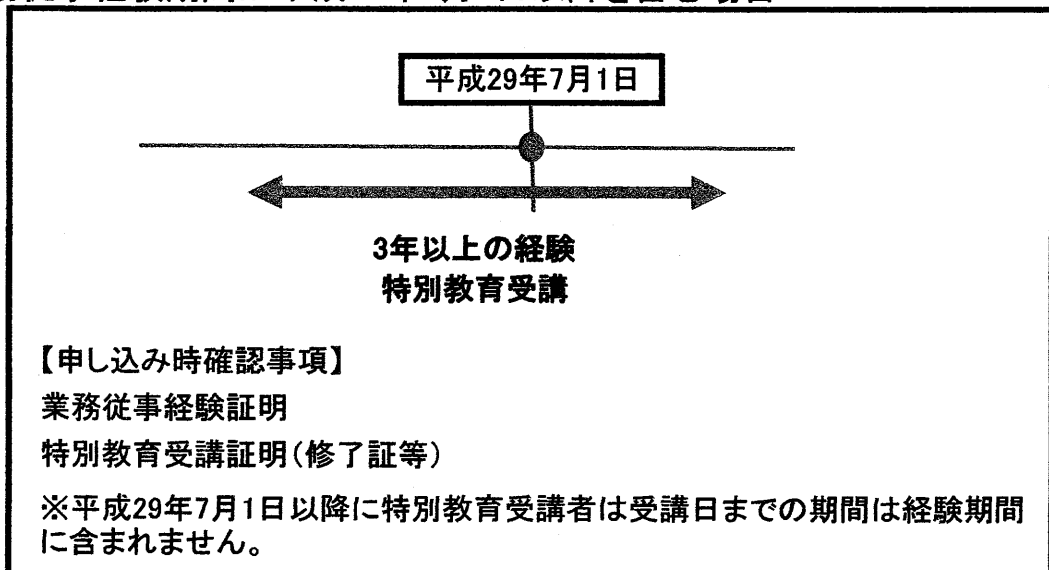 平成29年7月1日
3年以上の経験
特別教育受講
【申し込み時確認事項】
業務従事経験証明
特別教育受講証明(修了証等)
※平成29年7月1日以降に特別教育受講者は受講日までの期間は経験期間
に含まれません。